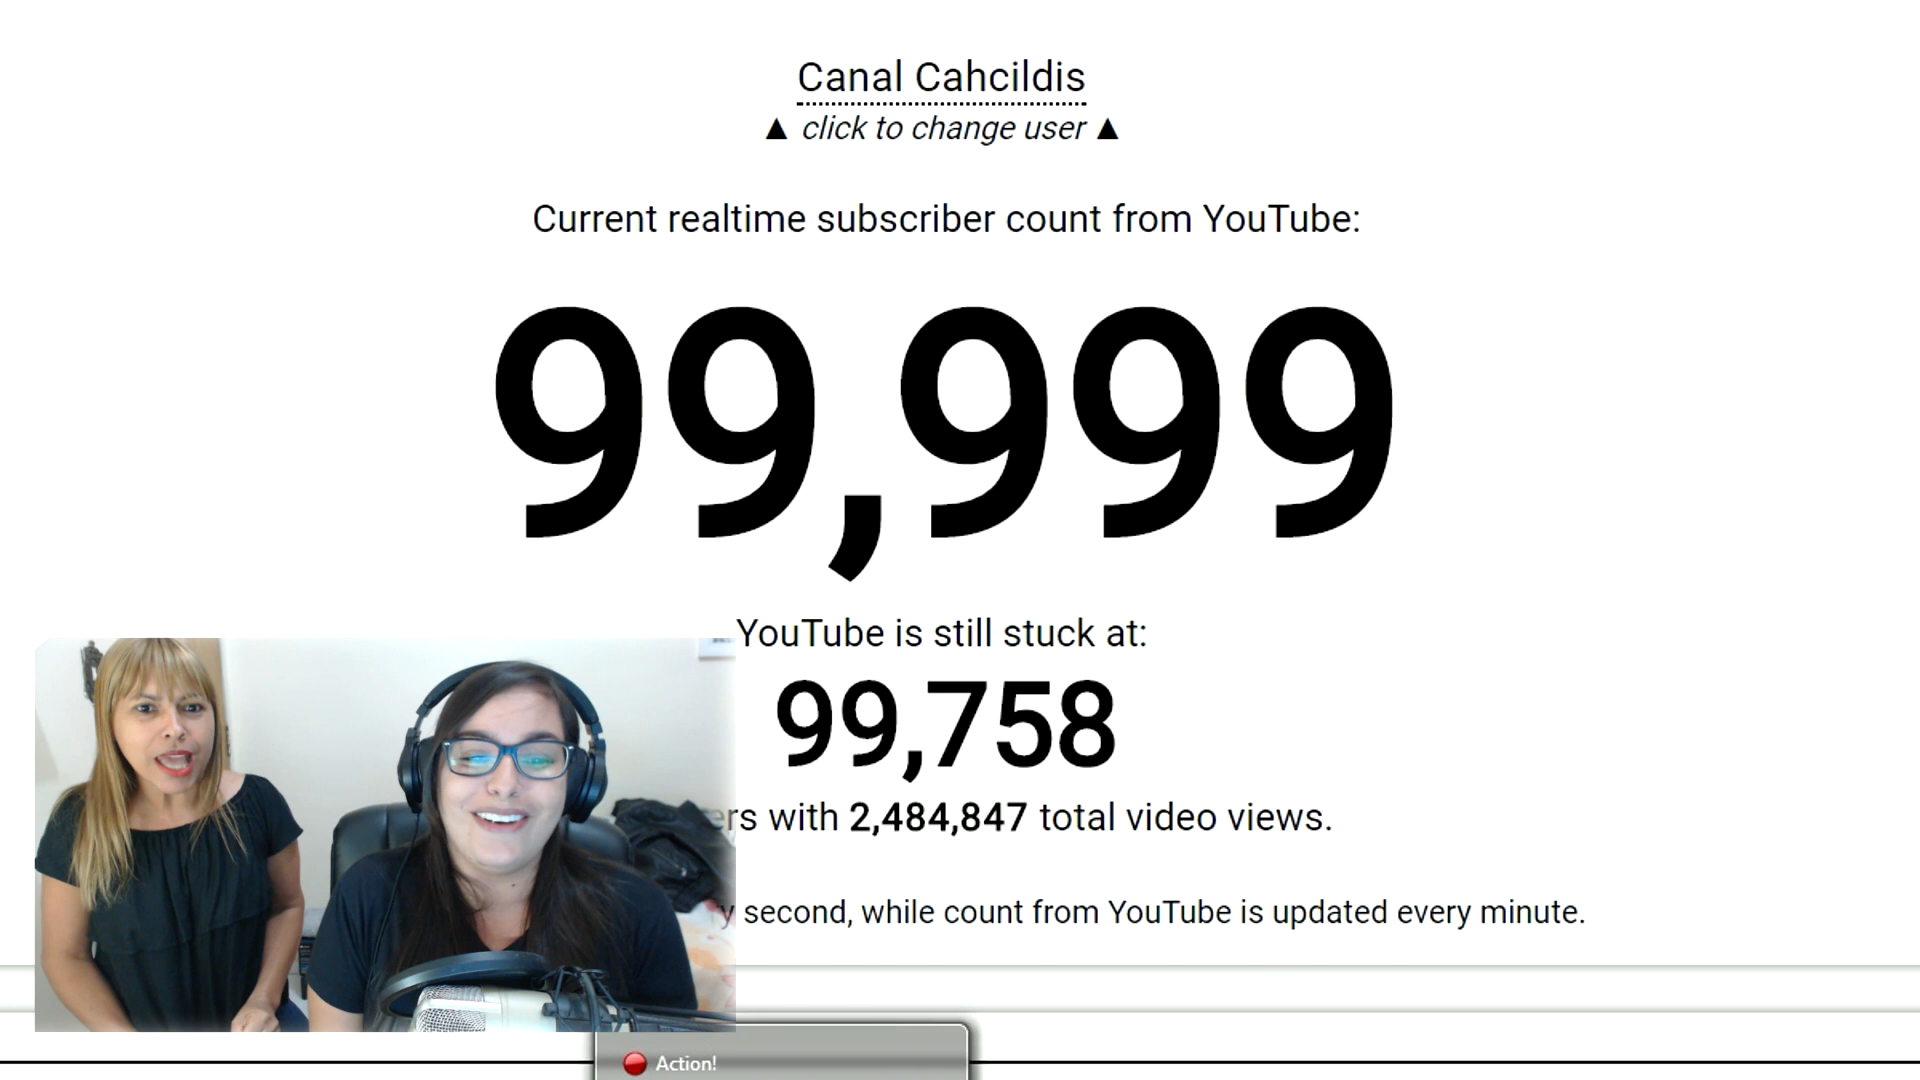 Canal Cahcildis
▲ click to change user ▲
Current realtime subscriber count from YouTube:
99,999
YouTube is still stuck at:
99,758
with 2,484,847 total video views.
second, while count from YouTube is updated every minute.
Action!